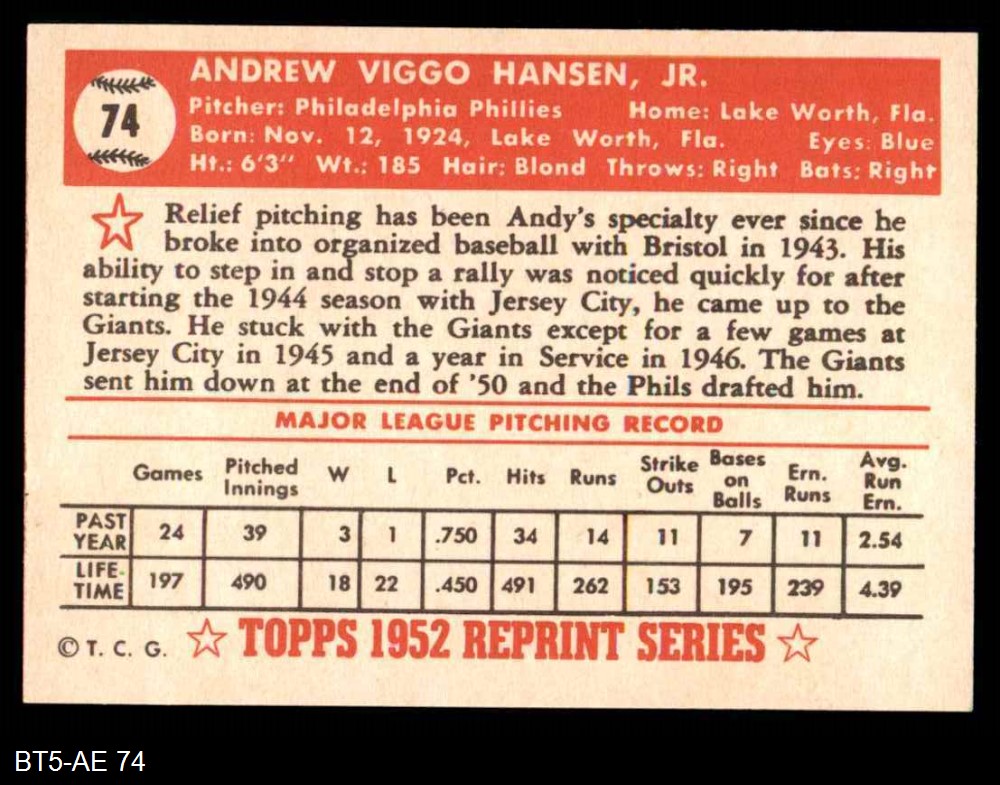 74
ANDREW VIGGO HANSEN, JR.
Pitcher: Philadelphia Phillies Home: Lake Worth, Fla.
Born: Nov. 12, 1924, Lake Worth, Fla. Eyes: Blue
Ht.: 6'3" Wt.: 185 Hair: Blond Throws: Right Bats: Right
Relief pitching has been Andy's specialty ever since he
broke into organized baseball with Bristol in 1943. His
ability to step in and stop a rally was noticed quickly for after
starting the 1944 season with Jersey City, he came up to the
Giants. He stuck with the Giants except for a few games at
Jersey City in 1945 and a year in Service in 1946. The Giants
sent him down at the end of '50 and the Phils drafted him.
MAJOR LEAGUE PITCHING RECORD
Games Pitched Innings W L Pct. Hits Runs Strike Outs Bases on Balls Ern. Runs Avg. Run Ern.
PAST YEAR 24 39 3 1 .750 34 14 11 7 11 2.54
LIFE-TIME 197 490 18 22 .450 491 262 153 195 239 4.39
© T. C. G. TOPPS 1952 REPRINT SERIES
BT5-AE 74